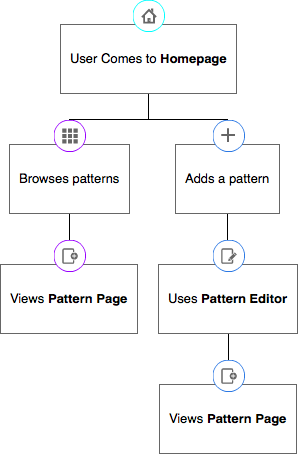 User Comes to Homepage
Browses patterns
Adds a pattern
Views Pattern Page
Uses Pattern Editor
Views Pattern Page